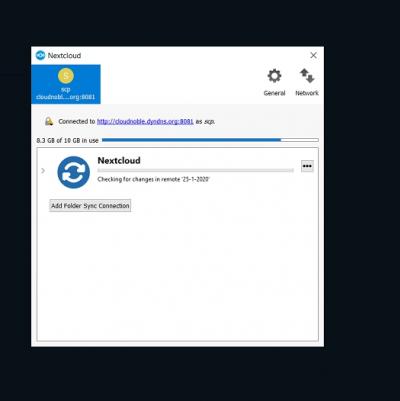 Nextcloud
S
scp
cloudnobl....org:8081
General
Network
Connected to http://cloudnoble.dyndns.org:8081 as scp.
8.3 GB of 10 GB in use
Nextcloud
Checking for changes in remote '25-1-2020'
Add Folder Sync Connection